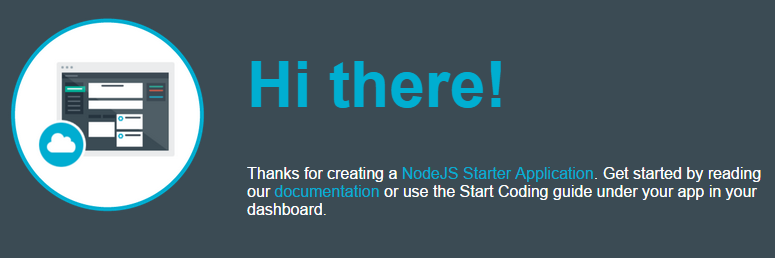 Hi there!
Thanks for creating a NodeJS Starter Application. Get started by reading
our documentation or use the Start Coding guide under your app in your
dashboard.